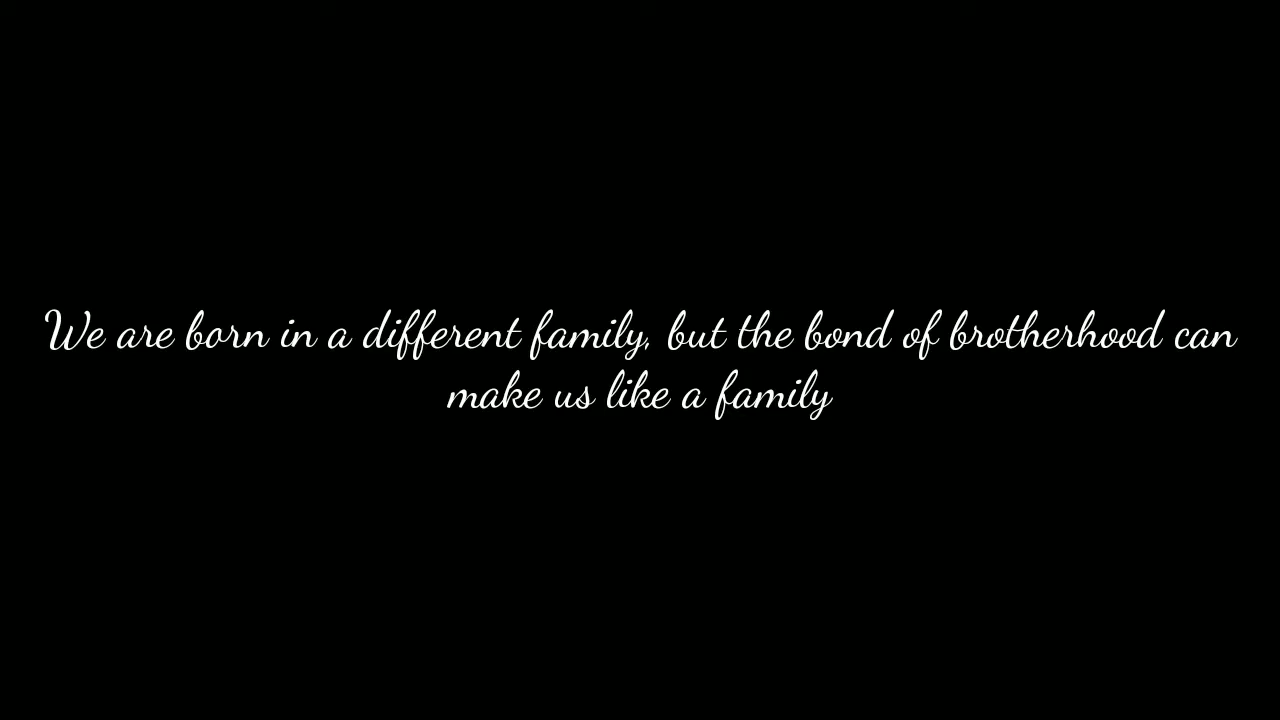 We are born in a different family, but the bond of brotherhood can
make us like a family